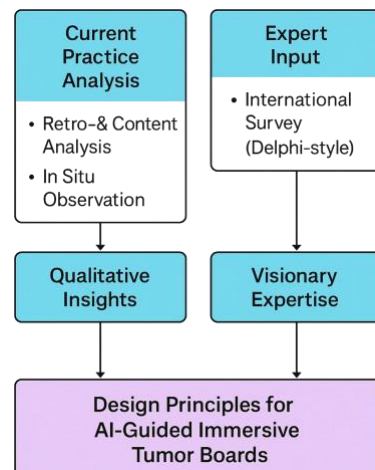 Current
Practice
Analysis
• Retro-& Content
Analysis
• In Situ
Observation
Expert
Input
• International
Survey
(Delphi-style)
Qualitative
Insights
Visionary
Expertise
Design Principles for
AI-Guided Immersive
Tumor Boards